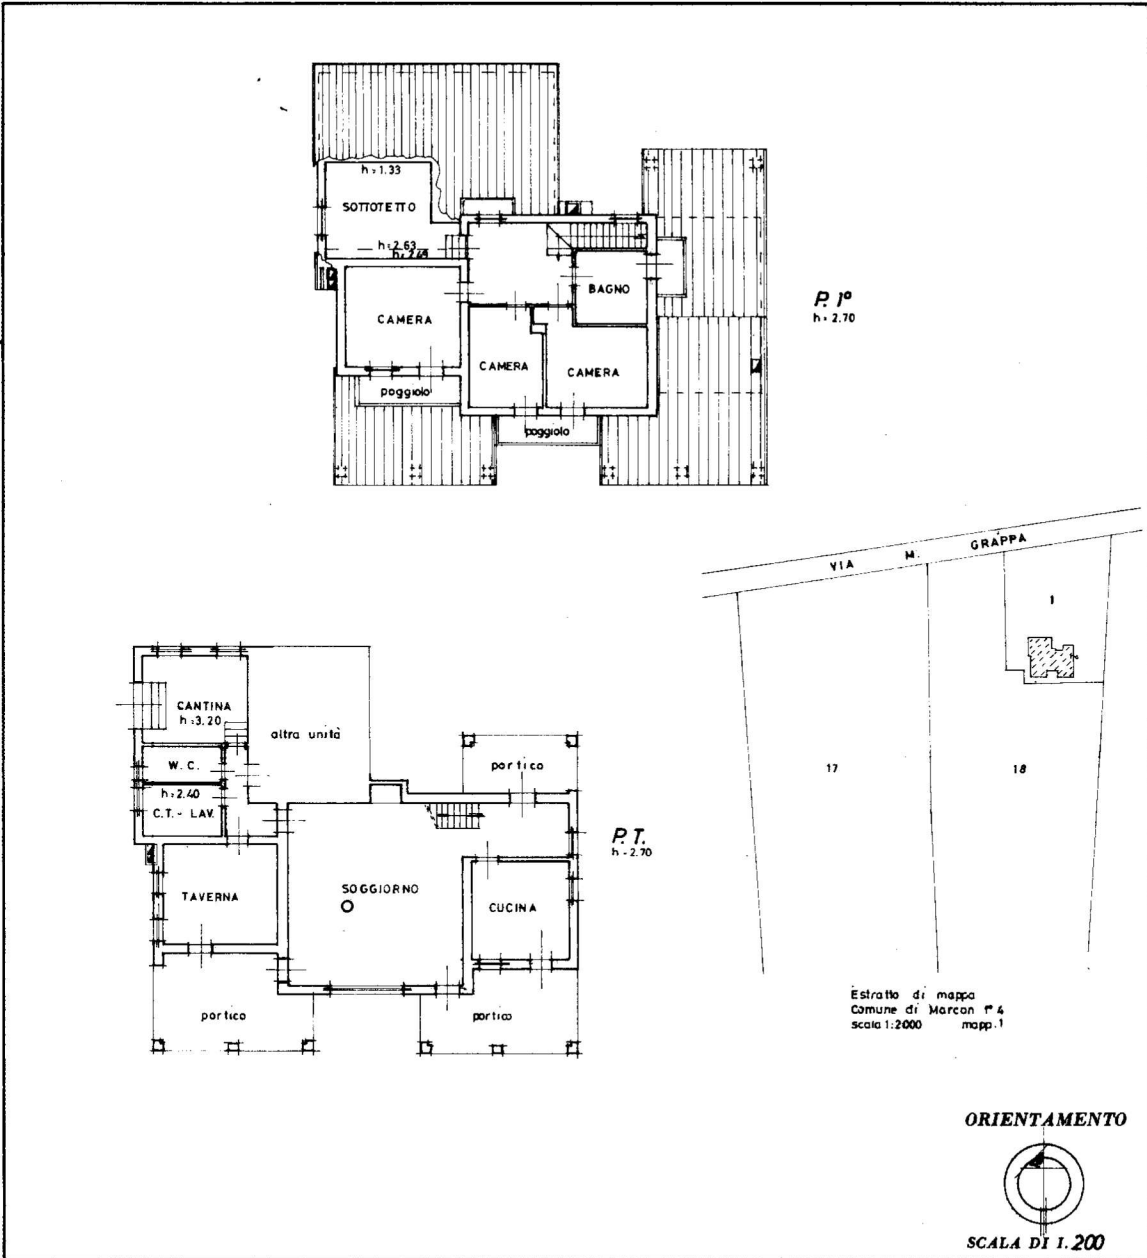 h=1.33
SOTTOTETTO
h=2.63
BAGNO
CAMERA
P. 1°
h=2.70
CAMERA
CAMERA
poggiolo
poggiolo
VIA M. GRAPPA
1
CANTINA
h=3.20
altra unità
W. C.
portico
17
18
h=2.40
C.T. - LAV.
P.T.
h=2.70
SOGGIORNO
TAVERNA
CUCINA
portico
portico
Estratto di mappa
Comune di Marcon f° 4
scala 1:2000 mapp. 1
ORIENTAMENTO
SCALA DI 1. 200